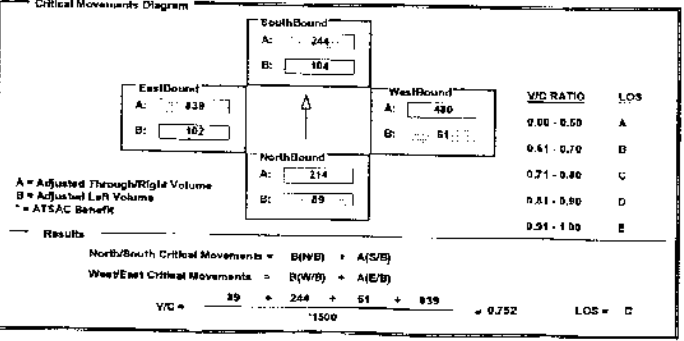 Critical Movements Diagram
SouthBound
A: 244
B: 104
EastBound
A: 839
B: 102
WestBound
A: 480
B: 61
NorthBound
A: 214
B: 89
V/C RATIO LOS
0.00 - 0.60 A
0.61 - 0.70 B
0.71 - 0.80 C
0.81 - 0.90 D
0.91 - 1.00 E
A = Adjusted Through/Right Volume
B = Adjusted Left Volume
* = ATSAC Benefit
Results
North/South Critical Movements = B(N/B) + A(S/B)
West/East Critical Movements = B(W/B) + A(E/B)
V/C = 89 + 244 + 61 + 839
*1500
= 0.752 LOS = C